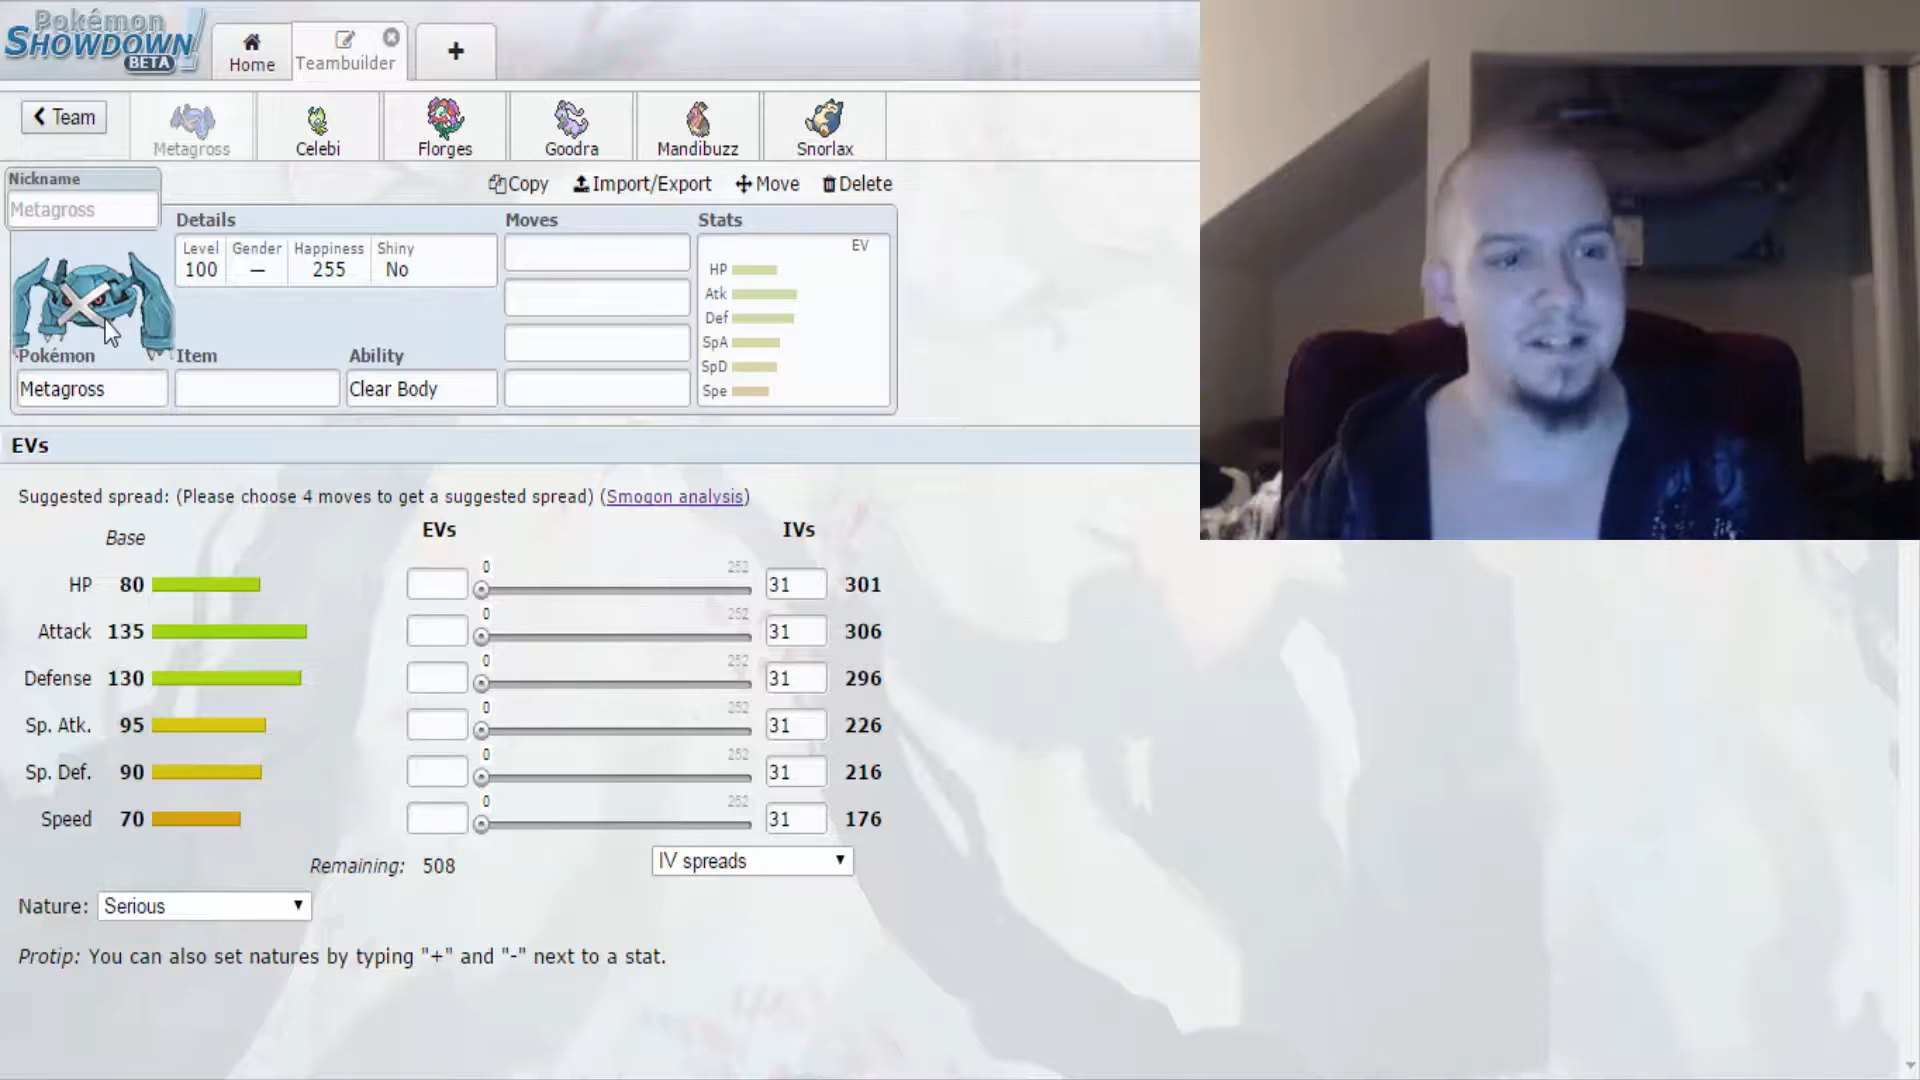 Pokémon
SHOWDOWN
BETA
Home
Teambuilder
+
Team
Metagross
Celebi
Florges
Goodra
Mandibuzz
Snorlax
Copy
Import/Export
Move
Delete
Nickname
Metagross
Details
Moves
Stats
Level
Gender
Happiness
Shiny
100
—
255
No
EV
HP
Atk
Def
SpA
SpD
Spe
Pokémon
Item
Ability
Metagross
Clear Body
EVs
Suggested spread: (Please choose 4 moves to get a suggested spread) (Smogon analysis)
Base
EVs
IVs
0 252
HP 80 31 301
0 252
Attack 135 31 306
0 252
Defense 130 31 296
0 252
Sp. Atk. 95 31 226
0 252
Sp. Def. 90 31 216
0 252
Speed 70 31 176
Remaining: 508
IV spreads
Nature: Serious
Protip: You can also set natures by typing "+" and "-" next to a stat.